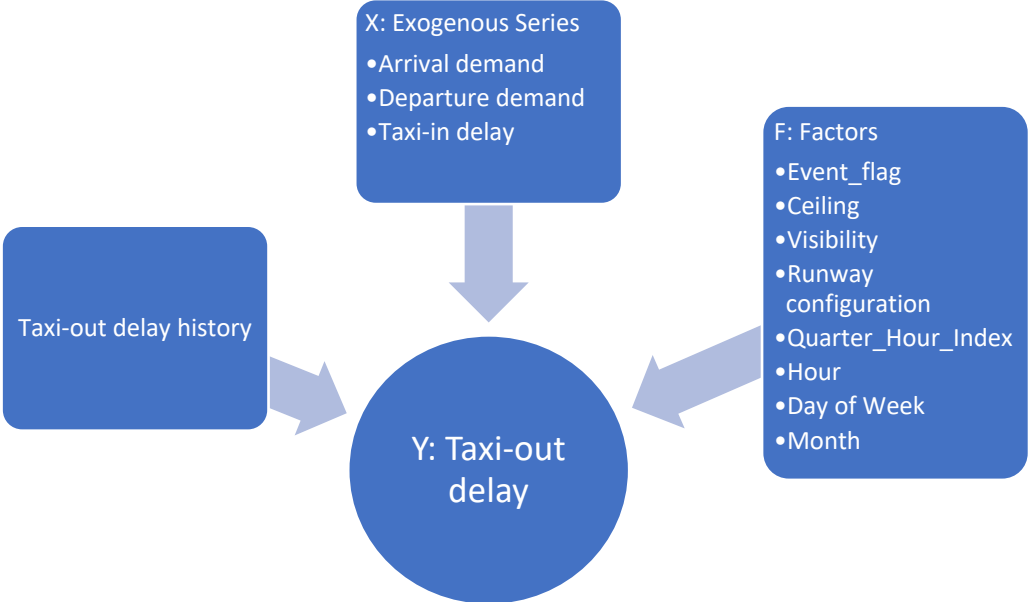 X: Exogenous Series
•Arrival demand
•Departure demand
•Taxi-in delay
F: Factors
•Event_flag
•Ceiling
•Visibility
•Runway
configuration
•Quarter_Hour_Index
•Hour
•Day of Week
•Month
Taxi-out delay history
Y: Taxi-out
delay